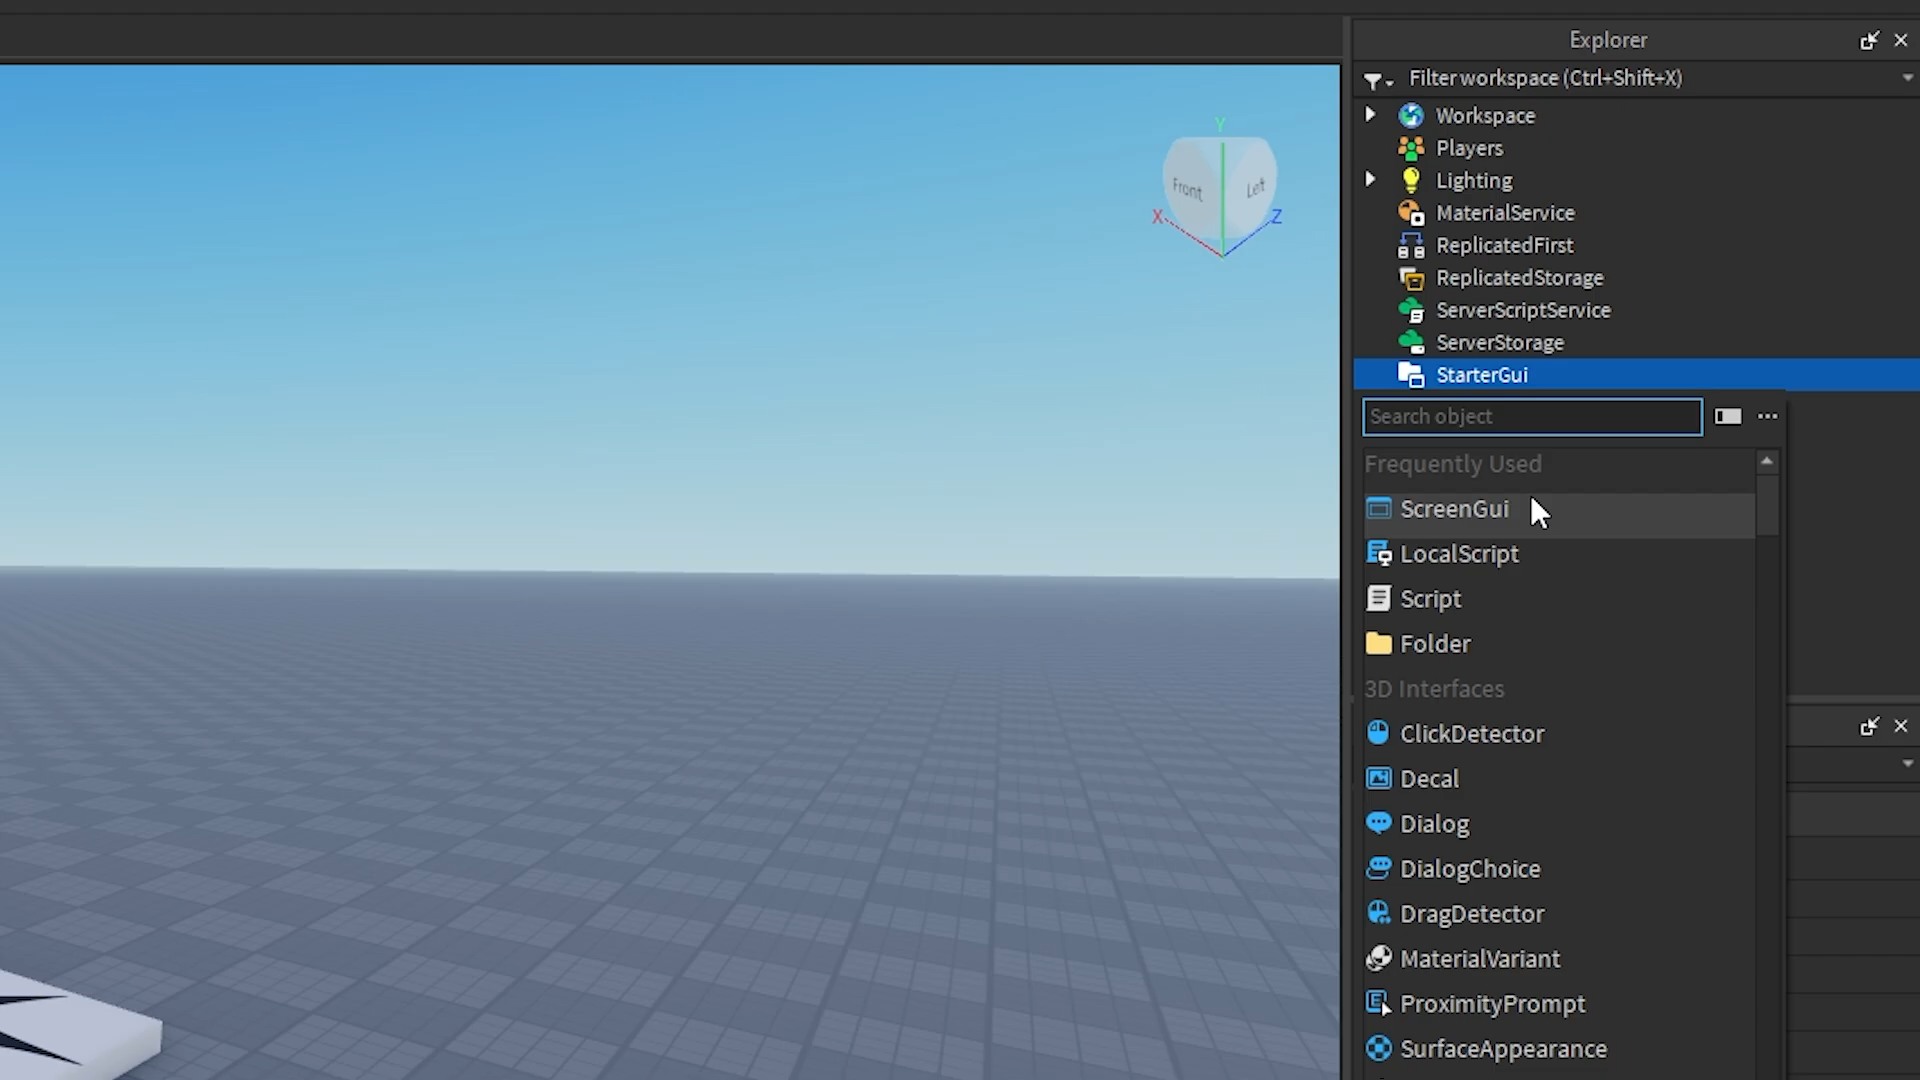 Explorer
Filter workspace (Ctrl+Shift+X)
Workspace
Players
Lighting
MaterialService
ReplicatedFirst
ReplicatedStorage
ServerScriptService
ServerStorage
StarterGui
Search object
Frequently Used
ScreenGui
LocalScript
Script
Folder
3D Interfaces
ClickDetector
Decal
Dialog
DialogChoice
DragDetector
MaterialVariant
ProximityPrompt
SurfaceAppearance
Y
Front
Left
X
Z